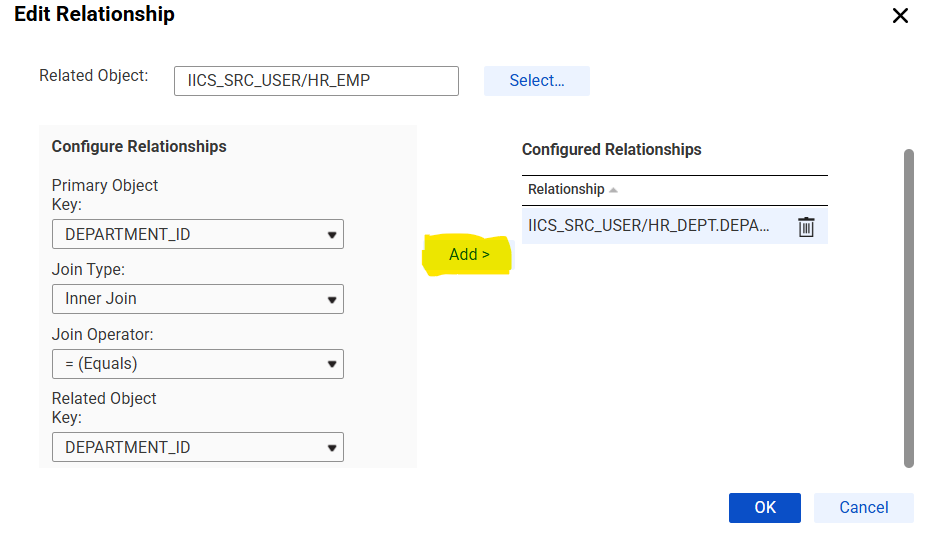 Edit Relationship
Related Object:
IICS_SRC_USER/HR_EMP
Select...
Configure Relationships
Primary Object
Key:
DEPARTMENT_ID
Join Type:
Inner Join
Join Operator:
= (Equals)
Related Object
Key:
DEPARTMENT_ID
Add >
Configured Relationships
Relationship
IICS_SRC_USER/HR_DEPT.DEPA...
OK
Cancel